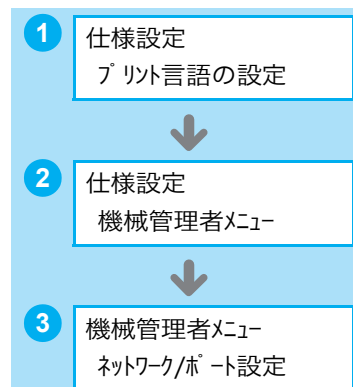 1
仕様設定
ﾌﾟﾘﾝﾄ言語の設定
2
仕様設定
機械管理者ﾒﾆｭｰ
3
機械管理者ﾒﾆｭｰ
ﾈｯﾄﾜｰｸ/ﾎﾟｰﾄ設定